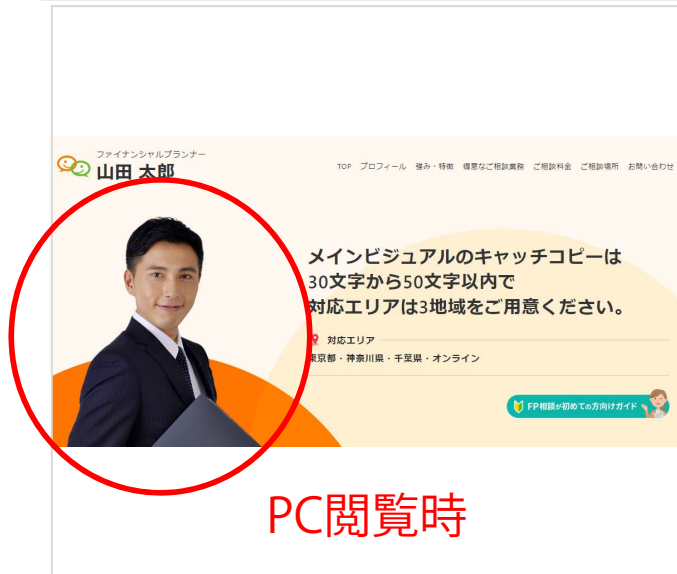 ファイナンシャルプランナー
山田 太郎
TOP プロフィール 強み・特徴 得意なご相談業務 ご相談料金 ご相談場所 お問い合わせ
メインビジュアルのキャッチコピーは
30文字から50文字以内で
対応エリアは3地域をご用意ください。
対応エリア
東京都・神奈川県・千葉県・オンライン
FP相談が初めての方向けガイド
PC閲覧時